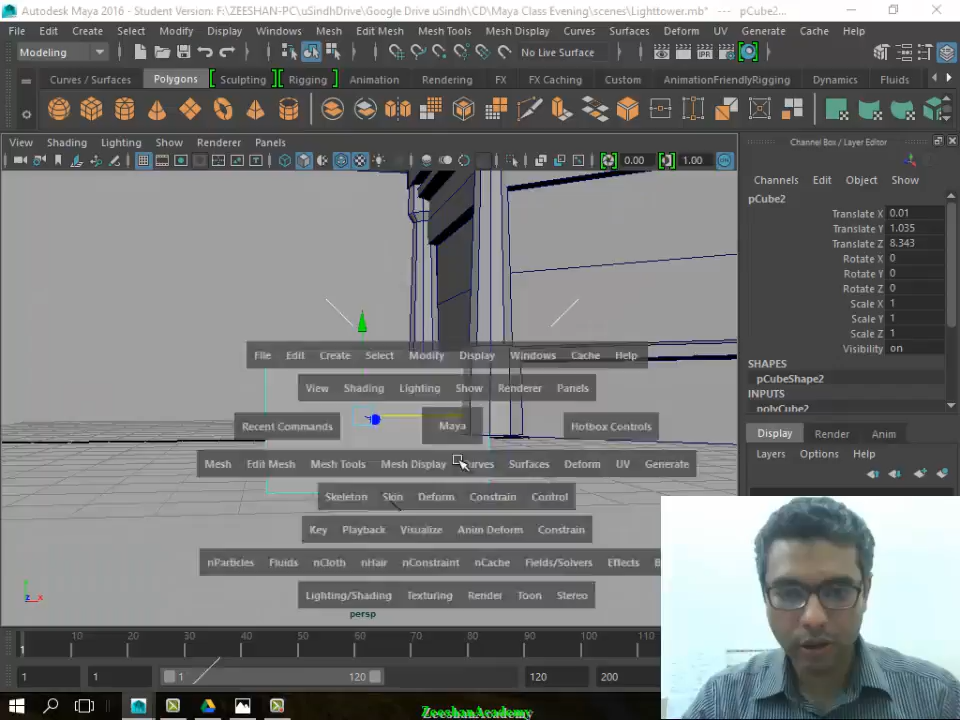 Autodesk Maya 2016 - Student Version: F:\ZEESHAN-PC\uSindhDrive\Google Drive uSindh\CD\Maya Class Evening\scenes\Lighttower.mb* --- pCube2...
File Edit Create Select Modify Display Windows Mesh Edit Mesh Mesh Tools Mesh Display Curves Surfaces Deform UV Generate Cache Help
Modeling No Live Surface
Curves / Surfaces Polygons Sculpting Rigging Animation Rendering FX FX Caching Custom AnimationFriendlyRigging Dynamics Fluids
View Shading Lighting Show Renderer Panels Channel Box / Layer Editor
0.00 1.00
Channels Edit Object Show
pCube2
Translate X 0.01
Translate Y 1.035
Translate Z 8.343
Rotate X 0
Rotate Y 0
Rotate Z 0
Scale X 1
Scale Y 1
Scale Z 1
Visibility on
SHAPES
pCubeShape2
INPUTS
polyCube2
File Edit Create Select Modify Display Windows Cache Help
View Shading Lighting Show Renderer Panels
Recent Commands Maya Hotbox Controls
Mesh Edit Mesh Mesh Tools Mesh Display Curves Surfaces Deform UV Generate
Skeleton Skin Deform Constrain Control
Key Playback Visualize Anim Deform Constrain
nParticles Fluids nCloth nHair nConstraint nCache Fields/Solvers Effects
Lighting/Shading Texturing Render Toon Stereo
persp
Display Render Anim
Layers Options Help
1 10 20 30 40 50 60 70 80 90 100 110
1 1 1 120 120 200
ZeeshanAcademy